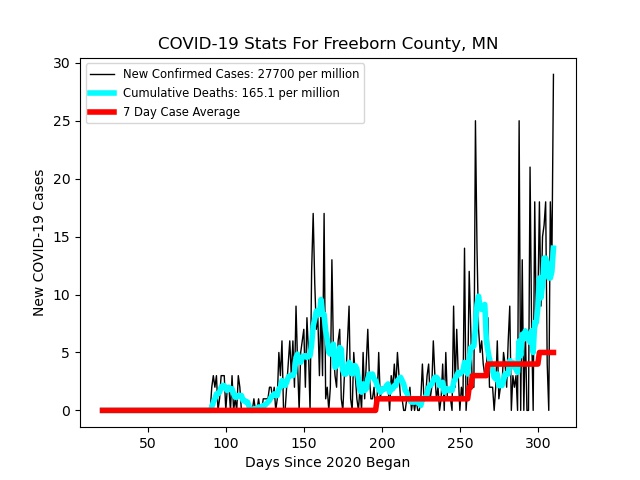 COVID-19 Stats For Freeborn County, MN
New Confirmed Cases: 27700 per million
Cumulative Deaths: 165.1 per million
7 Day Case Average
New COVID-19 Cases
30
25
20
15
10
5
0
50 100 150 200 250 300
Days Since 2020 Began